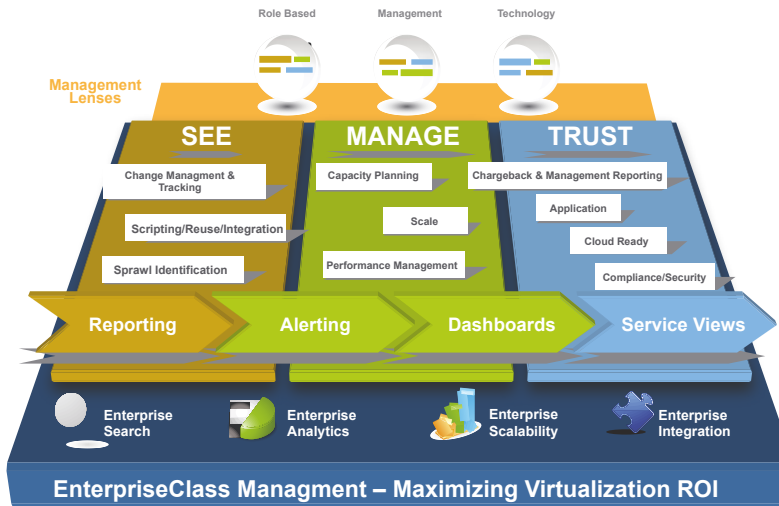 Role Based
Management
Technology
Management
Lenses
SEE
MANAGE
TRUST
Change Managment &
Tracking
Scripting/Reuse/Integration
Sprawl Identification
Capacity Planning
Scale
Performance Management
Chargeback & Management Reporting
Application
Cloud Ready
Compliance/Security
Reporting
Alerting
Dashboards
Service Views
Enterprise
Search
Enterprise
Analytics
Enterprise
Scalability
Enterprise
Integration
EnterpriseClass Managment – Maximizing Virtualization ROI